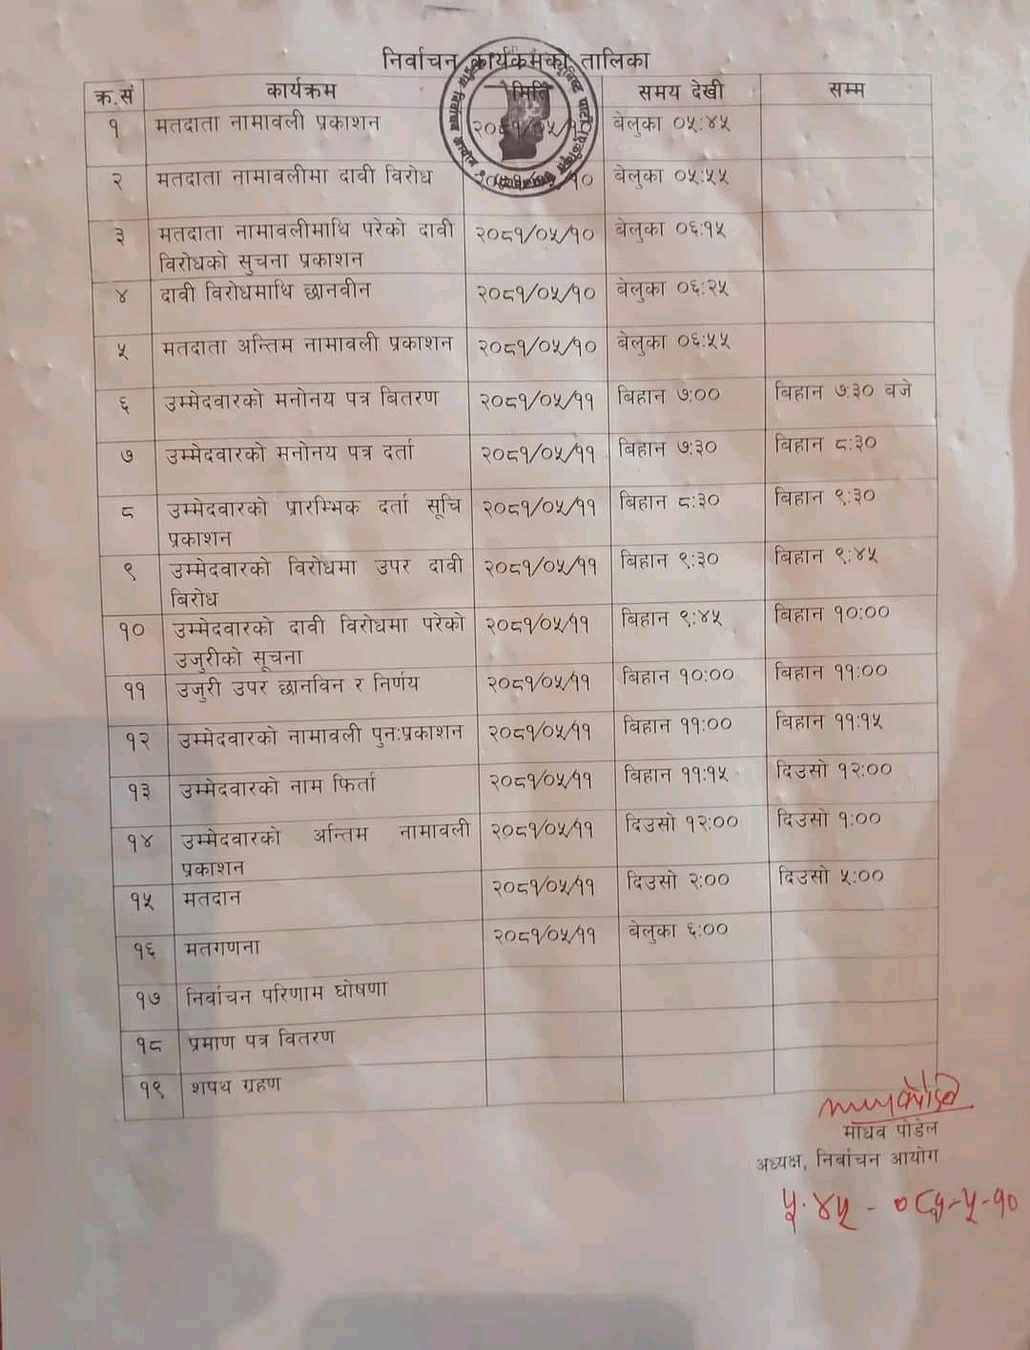 निर्वाचन कार्यक्रमको तालिका
क्र.सं कार्यक्रम मिति समय देखी सम्म
१ मतदाता नामावली प्रकाशन २०८१/०५/१० बेलुका ०५:४५
२ मतदाता नामावलीमा दावी विरोध १० बेलुका ०५:५५
३ मतदाता नामावलीमाथि परेको दावी २०८१/०५/१० बेलुका ०६:१५
विरोधको सुचना प्रकाशन
४ दावी विरोधमाथि छानवीन २०८१/०५/१० बेलुका ०६:२५
५ मतदाता अन्तिम नामावली प्रकाशन २०८१/०५/१० बेलुका ०६:५५
६ उम्मेदवारको मनोनय पत्र बितरण २०८१/०५/११ बिहान ७:०० बिहान ७:३० बजे
७ उम्मेदवारको मनोनय पत्र दर्ता २०८१/०५/११ बिहान ७:३० बिहान ८:३०
८ उम्मेदवारको प्रारम्भिक दर्ता सूचि २०८१/०५/११ बिहान ८:३० बिहान ९:३०
प्रकाशन
९ उम्मेदवारको विरोधमा उपर दावी २०८१/०५/११ बिहान ९:३० बिहान ९:४५
बिरोध
१० उम्मेदवारको दावी विरोधमा परेको २०८१/०५/११ बिहान ९:४५ बिहान १०:००
उजुरीको सूचना
११ उजुरी उपर छानविन र निर्णय २०८१/०५/११ बिहान १०:०० बिहान ११:००
१२ उम्मेदवारको नामावली पुन:प्रकाशन २०८१/०५/११ बिहान ११:०० बिहान ११:१५
१३ उम्मेदवारको नाम फिर्ता २०८१/०५/११ बिहान ११:१५ दिउसो १२:००
१४ उम्मेदवारको अन्तिम नामावली २०८१/०५/११ दिउसो १२:०० दिउसो १:००
प्रकाशन
१५ मतदान २०८१/०५/११ दिउसो २:०० दिउसो ५:००
१६ मतगणना २०८१/०५/११ बेलुका ६:००
१७ निर्वाचन परिणाम घोषणा
१८ प्रमाण पत्र वितरण
१९ शपथ ग्रहण
माधव पोडेल
अध्यक्ष, निर्वाचन आयोग
५.४५ - ०८१-५-१०